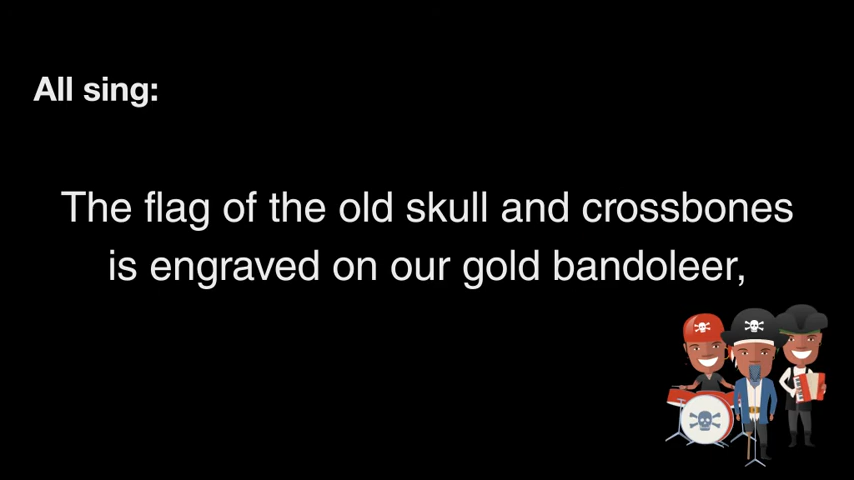 All sing:
The flag of the old skull and crossbones
is engraved on our gold bandoleer,